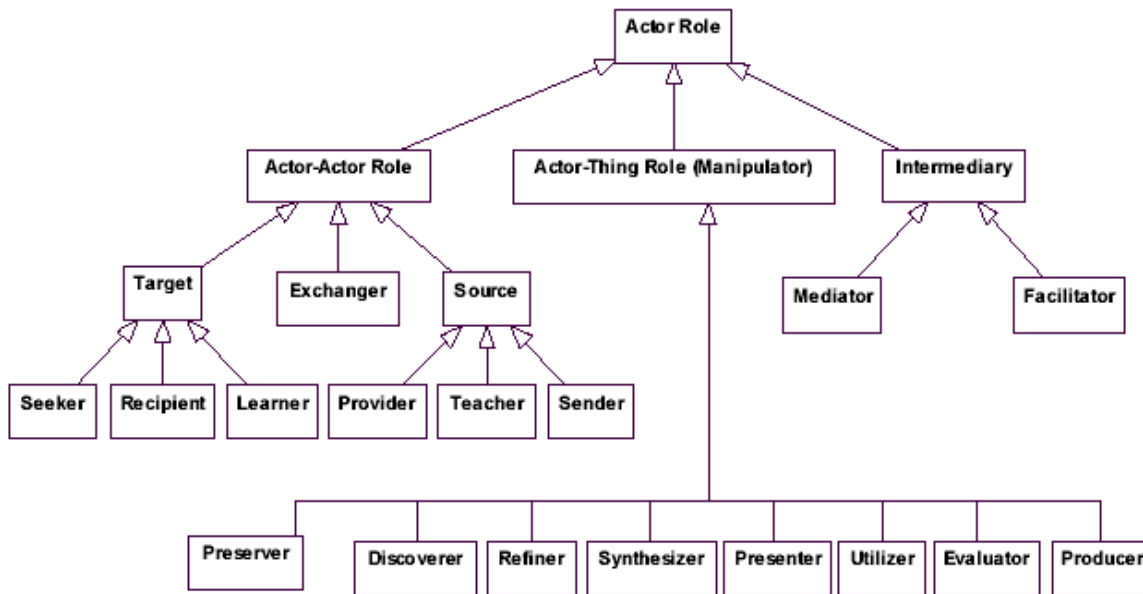 Actor Role
Actor-Actor Role
Actor-Thing Role (Manipulator)
Intermediary
Target
Exchanger
Source
Mediator
Facilitator
Seeker
Recipient
Learner
Provider
Teacher
Sender
Preserver
Discoverer
Refiner
Synthesizer
Presenter
Utilizer
Evaluator
Producer